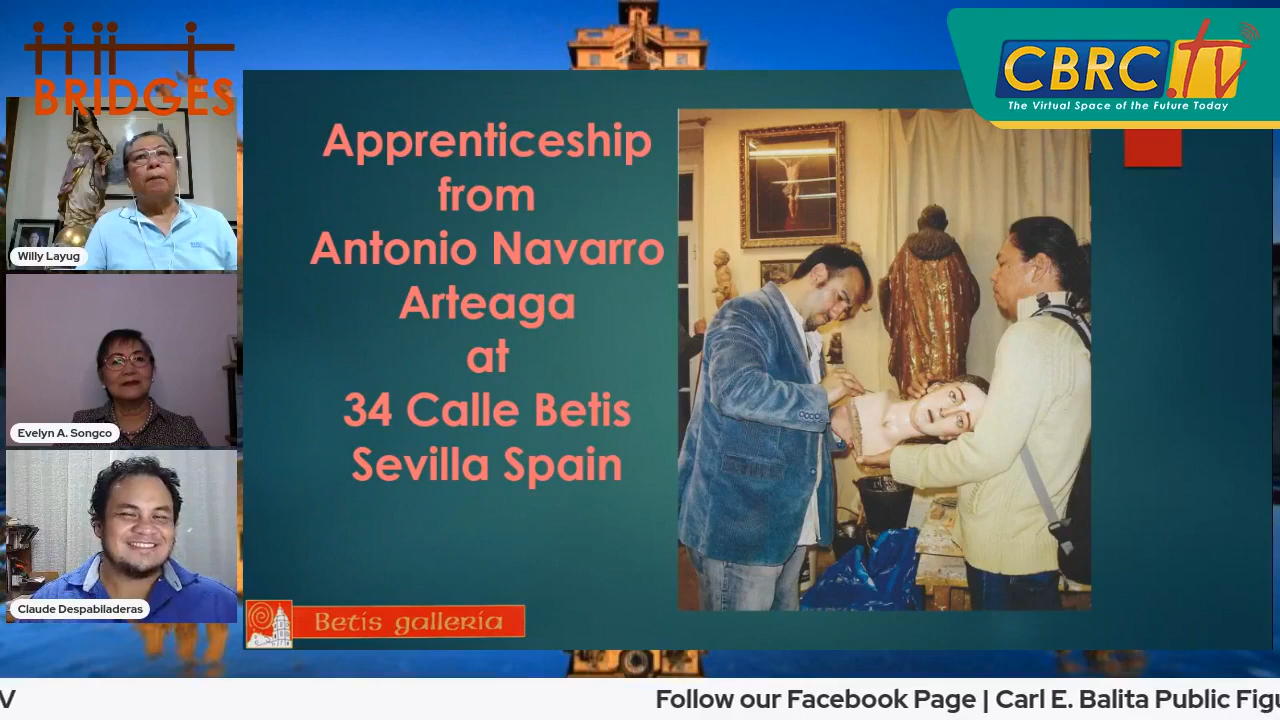 BRIDGES
CBRC.tv
The Virtual Space of the Future Today
Willy Layug
Evelyn A. Songco
Claude Despabiladeras
Apprenticeship
from
Antonio Navarro
Arteaga
at
34 Calle Betis
Sevilla Spain
Betis galleria
V
Follow our Facebook Page | Carl E. Balita Public Figu